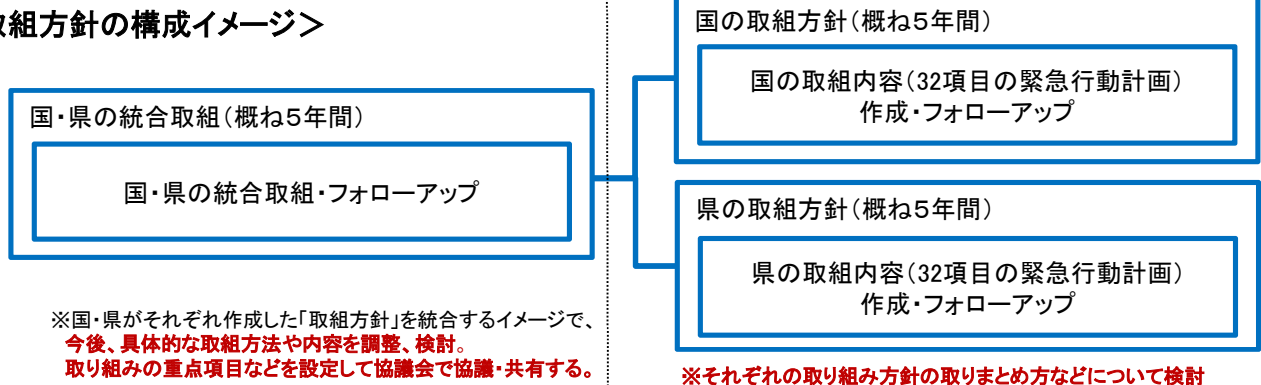 取組方針の構成イメージ＞
国・県の統合取組（概ね５年間）
国・県の統合取組・フォローアップ
※国・県がそれぞれ作成した「取組方針」を統合するイメージで、
今後、具体的な取組方法や内容を調整、検討。
取り組みの重点項目などを設定して協議会で協議・共有する。
国の取組方針（概ね５年間）
国の取組内容（32項目の緊急行動計画）
作成・フォローアップ
県の取組方針（概ね５年間）
県の取組内容（32項目の緊急行動計画）
作成・フォローアップ
※それぞれの取り組み方針の取りまとめ方などについて検討